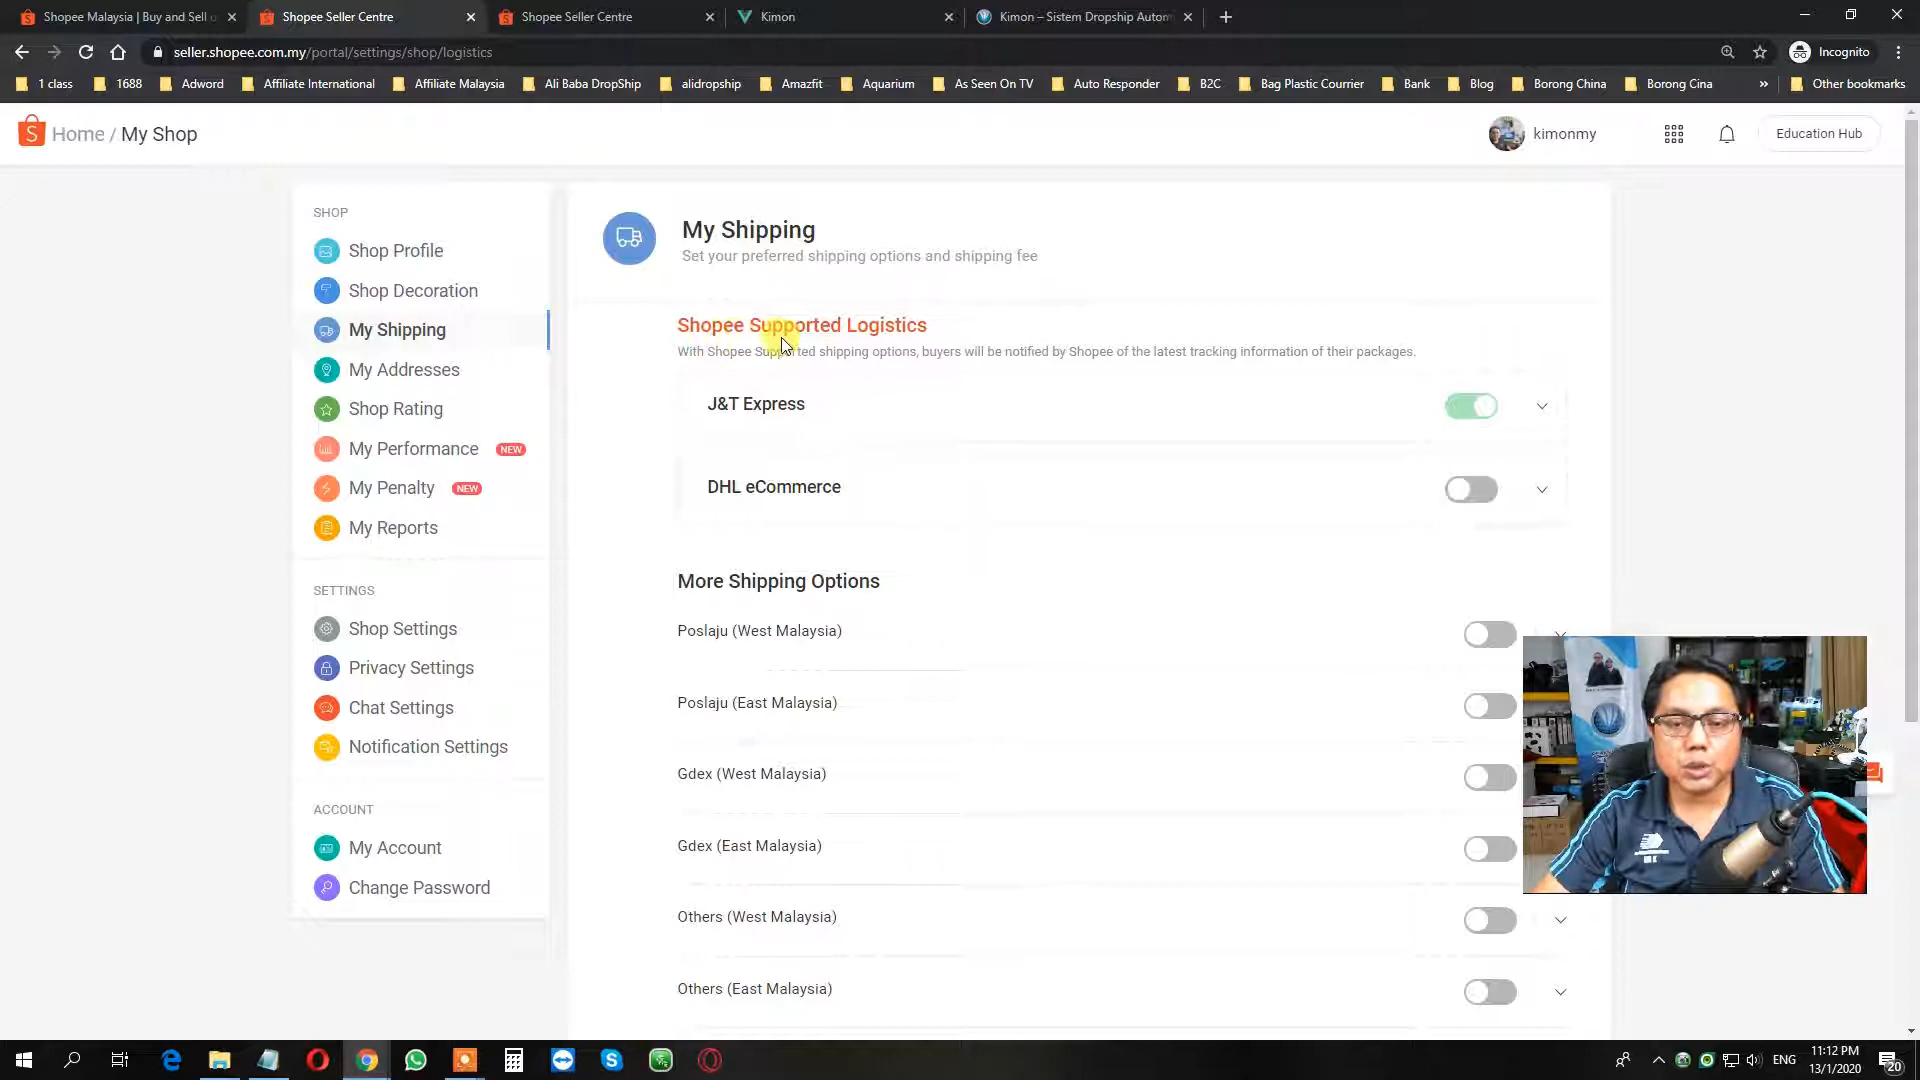 Shopee Malaysia | Buy and Sell o
Shopee Seller Centre
Shopee Seller Centre
Kimon
Kimon – Sistem Dropship Autom
seller.shopee.com.my/portal/settings/shop/logistics
Incognito
1 class
1688
Adword
Affiliate International
Affiliate Malaysia
Ali Baba DropShip
alidropship
Amazfit
Aquarium
As Seen On TV
Auto Responder
B2C
Bag Plastic Courrier
Bank
Blog
Borong China
Borong Cina
»
Other bookmarks
Home / My Shop
kimonmy
Education Hub
SHOP
Shop Profile
Shop Decoration
My Shipping
My Addresses
Shop Rating
My Performance NEW
My Penalty NEW
My Reports
SETTINGS
Shop Settings
Privacy Settings
Chat Settings
Notification Settings
ACCOUNT
My Account
Change Password
My Shipping
Set your preferred shipping options and shipping fee
Shopee Supported Logistics
With Shopee Supported shipping options, buyers will be notified by Shopee of the latest tracking information of their packages.
J&T Express
DHL eCommerce
More Shipping Options
Poslaju (West Malaysia)
Poslaju (East Malaysia)
Gdex (West Malaysia)
Gdex (East Malaysia)
Others (West Malaysia)
Others (East Malaysia)
ENG
11:12 PM
13/1/2020
20